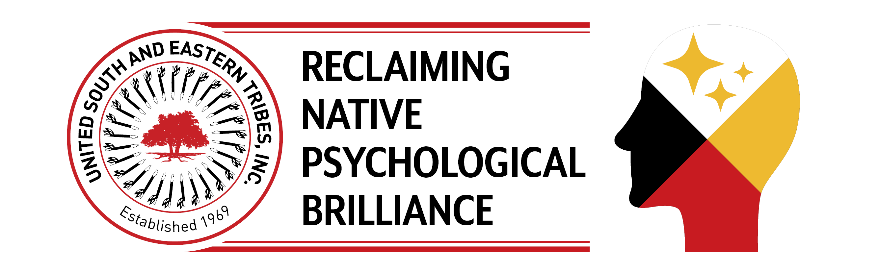 UNITED SOUTH AND EASTERN TRIBES, INC.
Established 1969
RECLAIMING
NATIVE
PSYCHOLOGICAL
BRILLIANCE